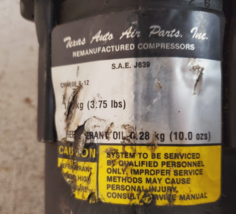 Texas Auto Air Parts, Inc.
REMANUFACTURED COMPRESSORS
S.A.E. J639
12
kg (3.75 lbs)
ERANT OIL 0.28 kg (10.0 ozs)
CAUTION
SYSTEM TO BE SERVICED
BY QUALIFIED PERSONNEL
ONLY, IMPROPER SERVICE
METHODS MAY CAUSE
PERSONAL INJURY.
CONSULT SERVICE MANUAL